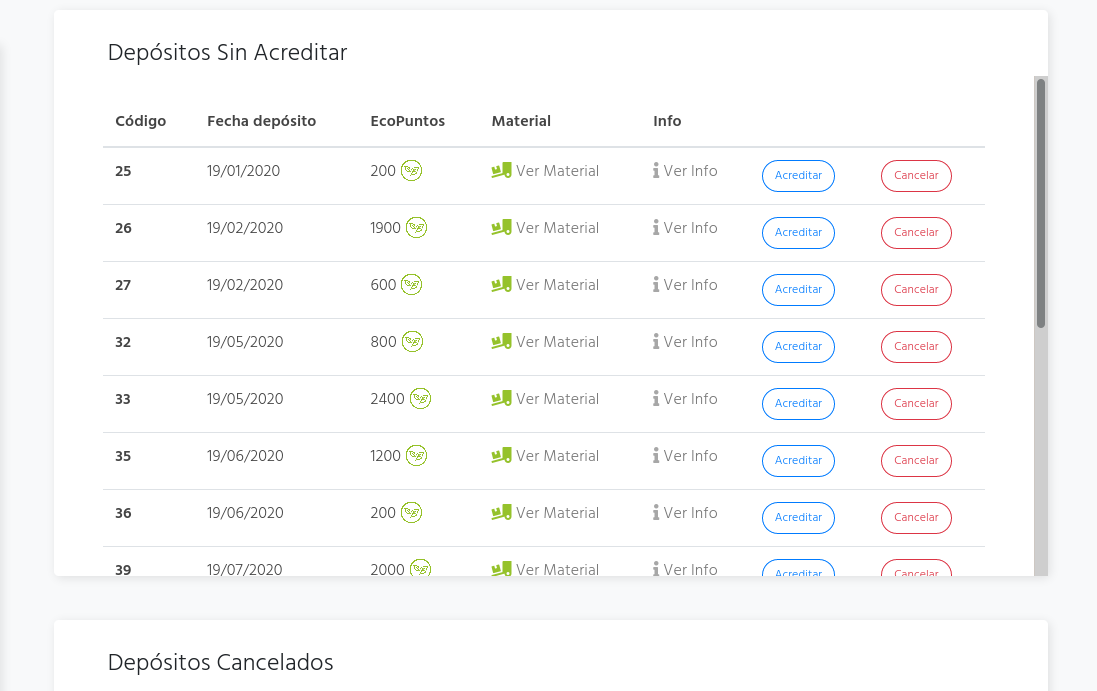 Depósitos Sin Acreditar
Código Fecha depósito EcoPuntos Material Info
25 19/01/2020 200 Ver Material Ver Info Acreditar Cancelar
26 19/02/2020 1900 Ver Material Ver Info Acreditar Cancelar
27 19/02/2020 600 Ver Material Ver Info Acreditar Cancelar
32 19/05/2020 800 Ver Material Ver Info Acreditar Cancelar
33 19/05/2020 2400 Ver Material Ver Info Acreditar Cancelar
35 19/06/2020 1200 Ver Material Ver Info Acreditar Cancelar
36 19/06/2020 200 Ver Material Ver Info Acreditar Cancelar
39 19/07/2020 2000 Ver Material Ver Info Acreditar Cancelar
Depósitos Cancelados